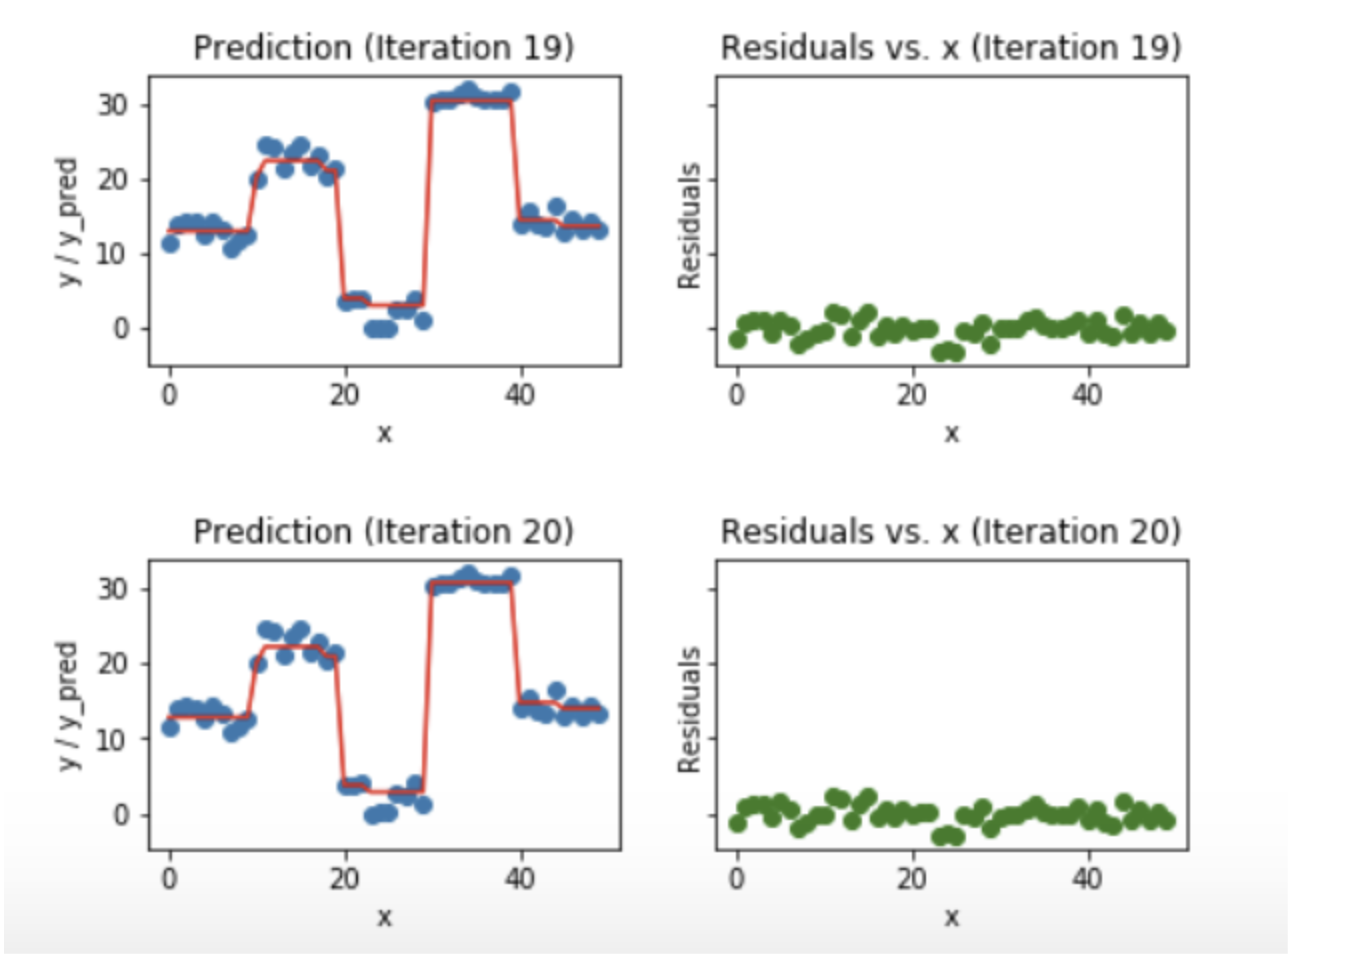 Prediction (Iteration 19)
y / y_pred
30
20
10
0
0 20 40
x
Residuals vs. x (Iteration 19)
Residuals
0 20 40
x
Prediction (Iteration 20)
y / y_pred
30
20
10
0
0 20 40
x
Residuals vs. x (Iteration 20)
Residuals
0 20 40
x